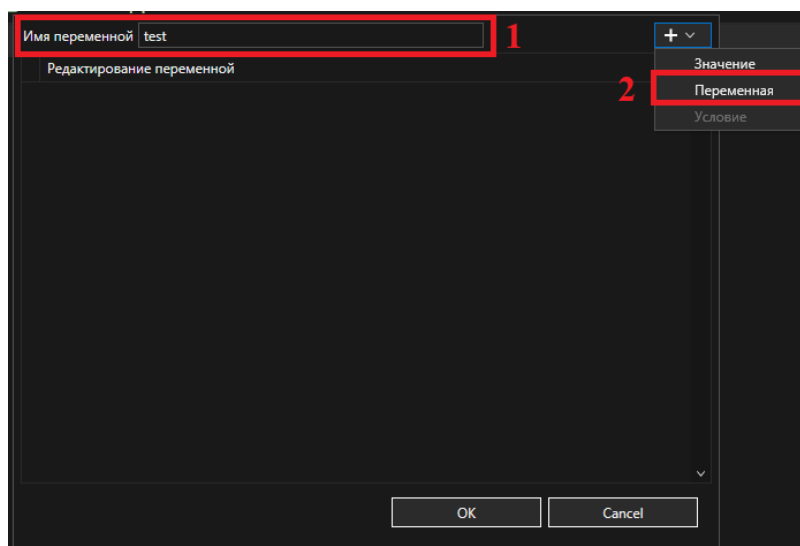 Имя переменной test 1
Значение
Редактирование переменной
2 Переменная
Условие
OK Cancel